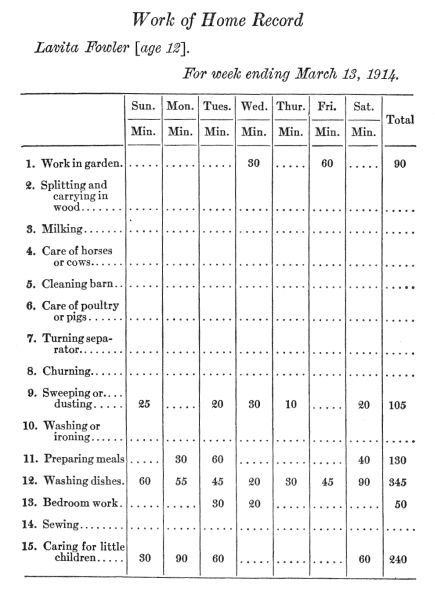 Work of Home Record
Lavita Fowler [age 12].
For week ending March 13, 1914.
Sun. Mon. Tues. Wed. Thur. Fri. Sat. Total
Min. Min. Min. Min. Min. Min. Min.
1. Work in garden. ..... ..... ..... 30 ..... 60 ..... 90
2. Splitting and
carrying in
wood....... ..... ..... ..... ..... ..... ..... ..... .....
3. Milking..... ..... ..... ..... ..... ..... ..... ..... .....
4. Care of horses
or cows...... ..... ..... ..... ..... ..... ..... ..... .....
5. Cleaning barn.. ..... ..... ..... ..... ..... ..... ..... .....
6. Care of poultry
or pigs...... ..... ..... ..... ..... ..... ..... ..... .....
7. Turning sepa-
rator........ ..... ..... ..... ..... ..... ..... ..... .....
8. Churning..... ..... ..... ..... ..... ..... ..... ..... .....
9. Sweeping or....
dusting..... 25 ..... 20 30 10 ..... 20 105
10. Washing or
ironing...... ..... ..... ..... ..... ..... ..... ..... .....
11. Preparing meals ..... 30 60 ..... ..... ..... 40 130
12. Washing dishes. 60 55 45 20 30 45 90 345
13. Bedroom work. ..... ..... 30 20 ..... ..... ..... 50
14. Sewing........ ..... ..... ..... ..... ..... ..... ..... .....
15. Caring for little
children..... 30 90 60 ..... ..... ..... 60 240